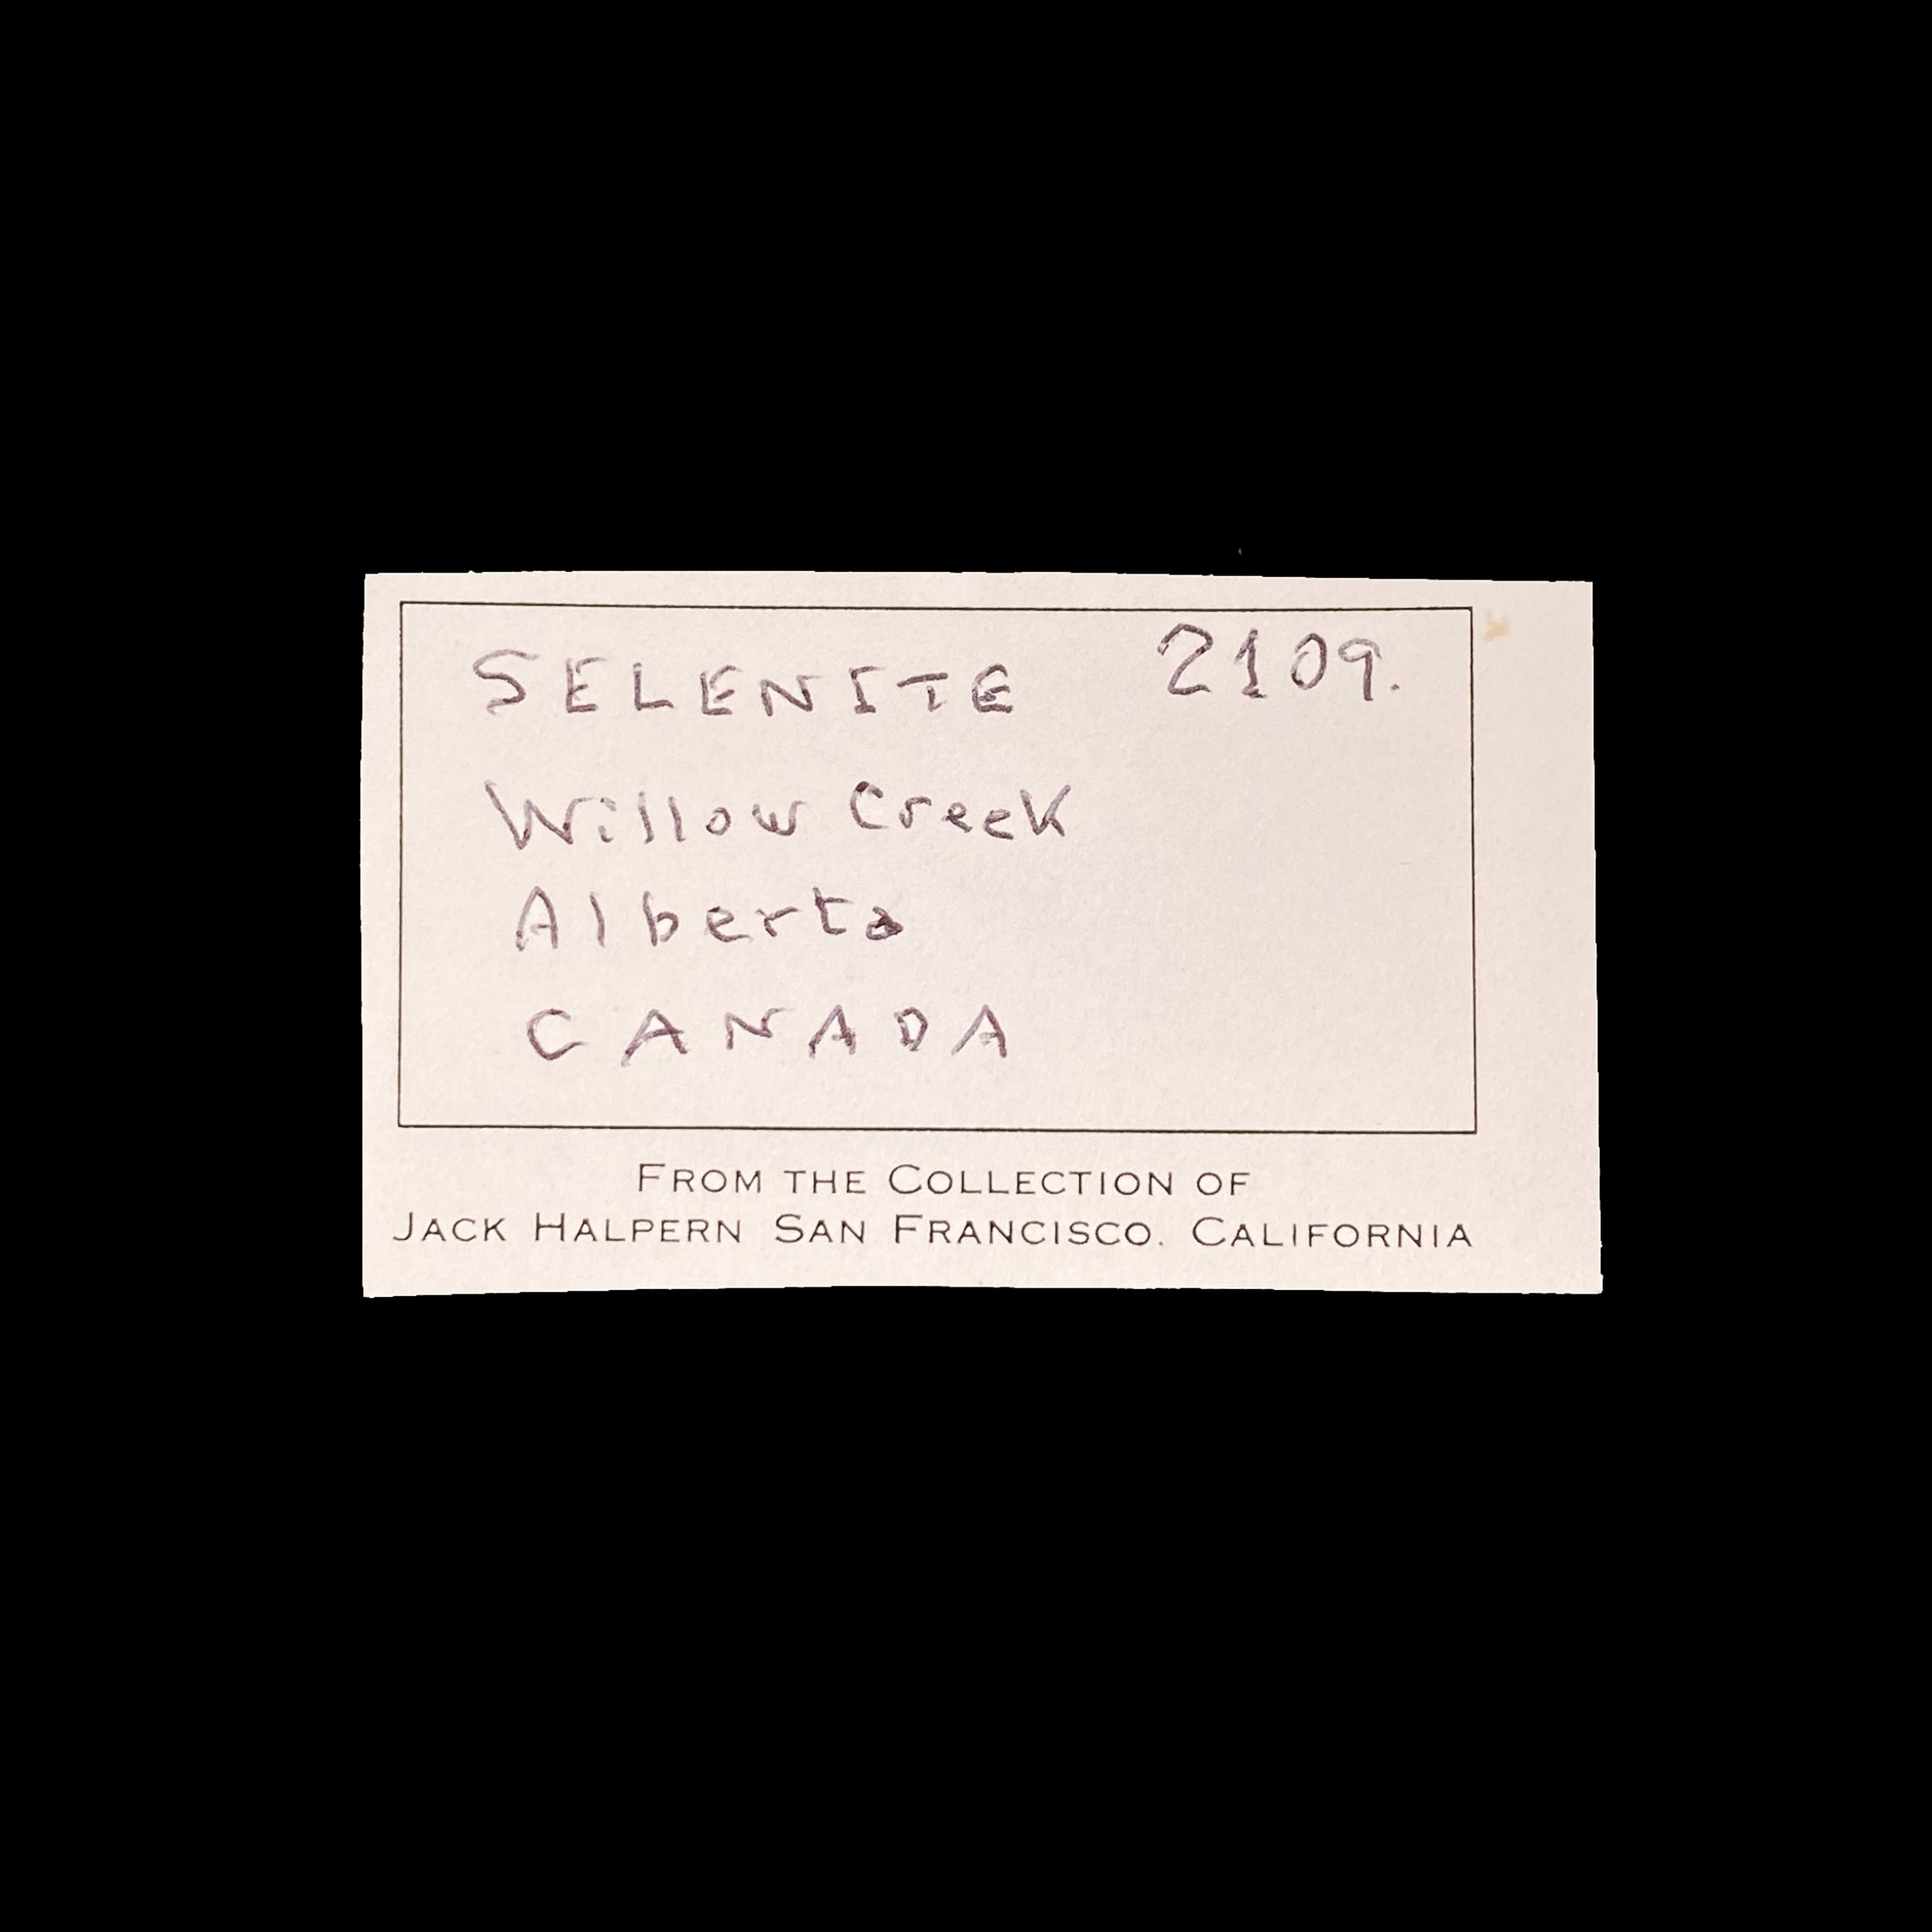 SELENITE 2109.
Willow Creek
Alberta
CANADA
FROM THE COLLECTION OF
JACK HALPERN SAN FRANCISCO. CALIFORNIA